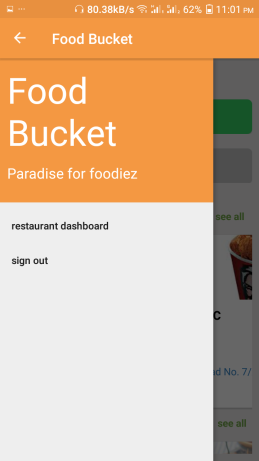 80.38kB/s 62% 11:01 PM
Food Bucket
Food
Bucket
Paradise for foodiez
restaurant dashboard
sign out
see all
C
d No. 7/
see all